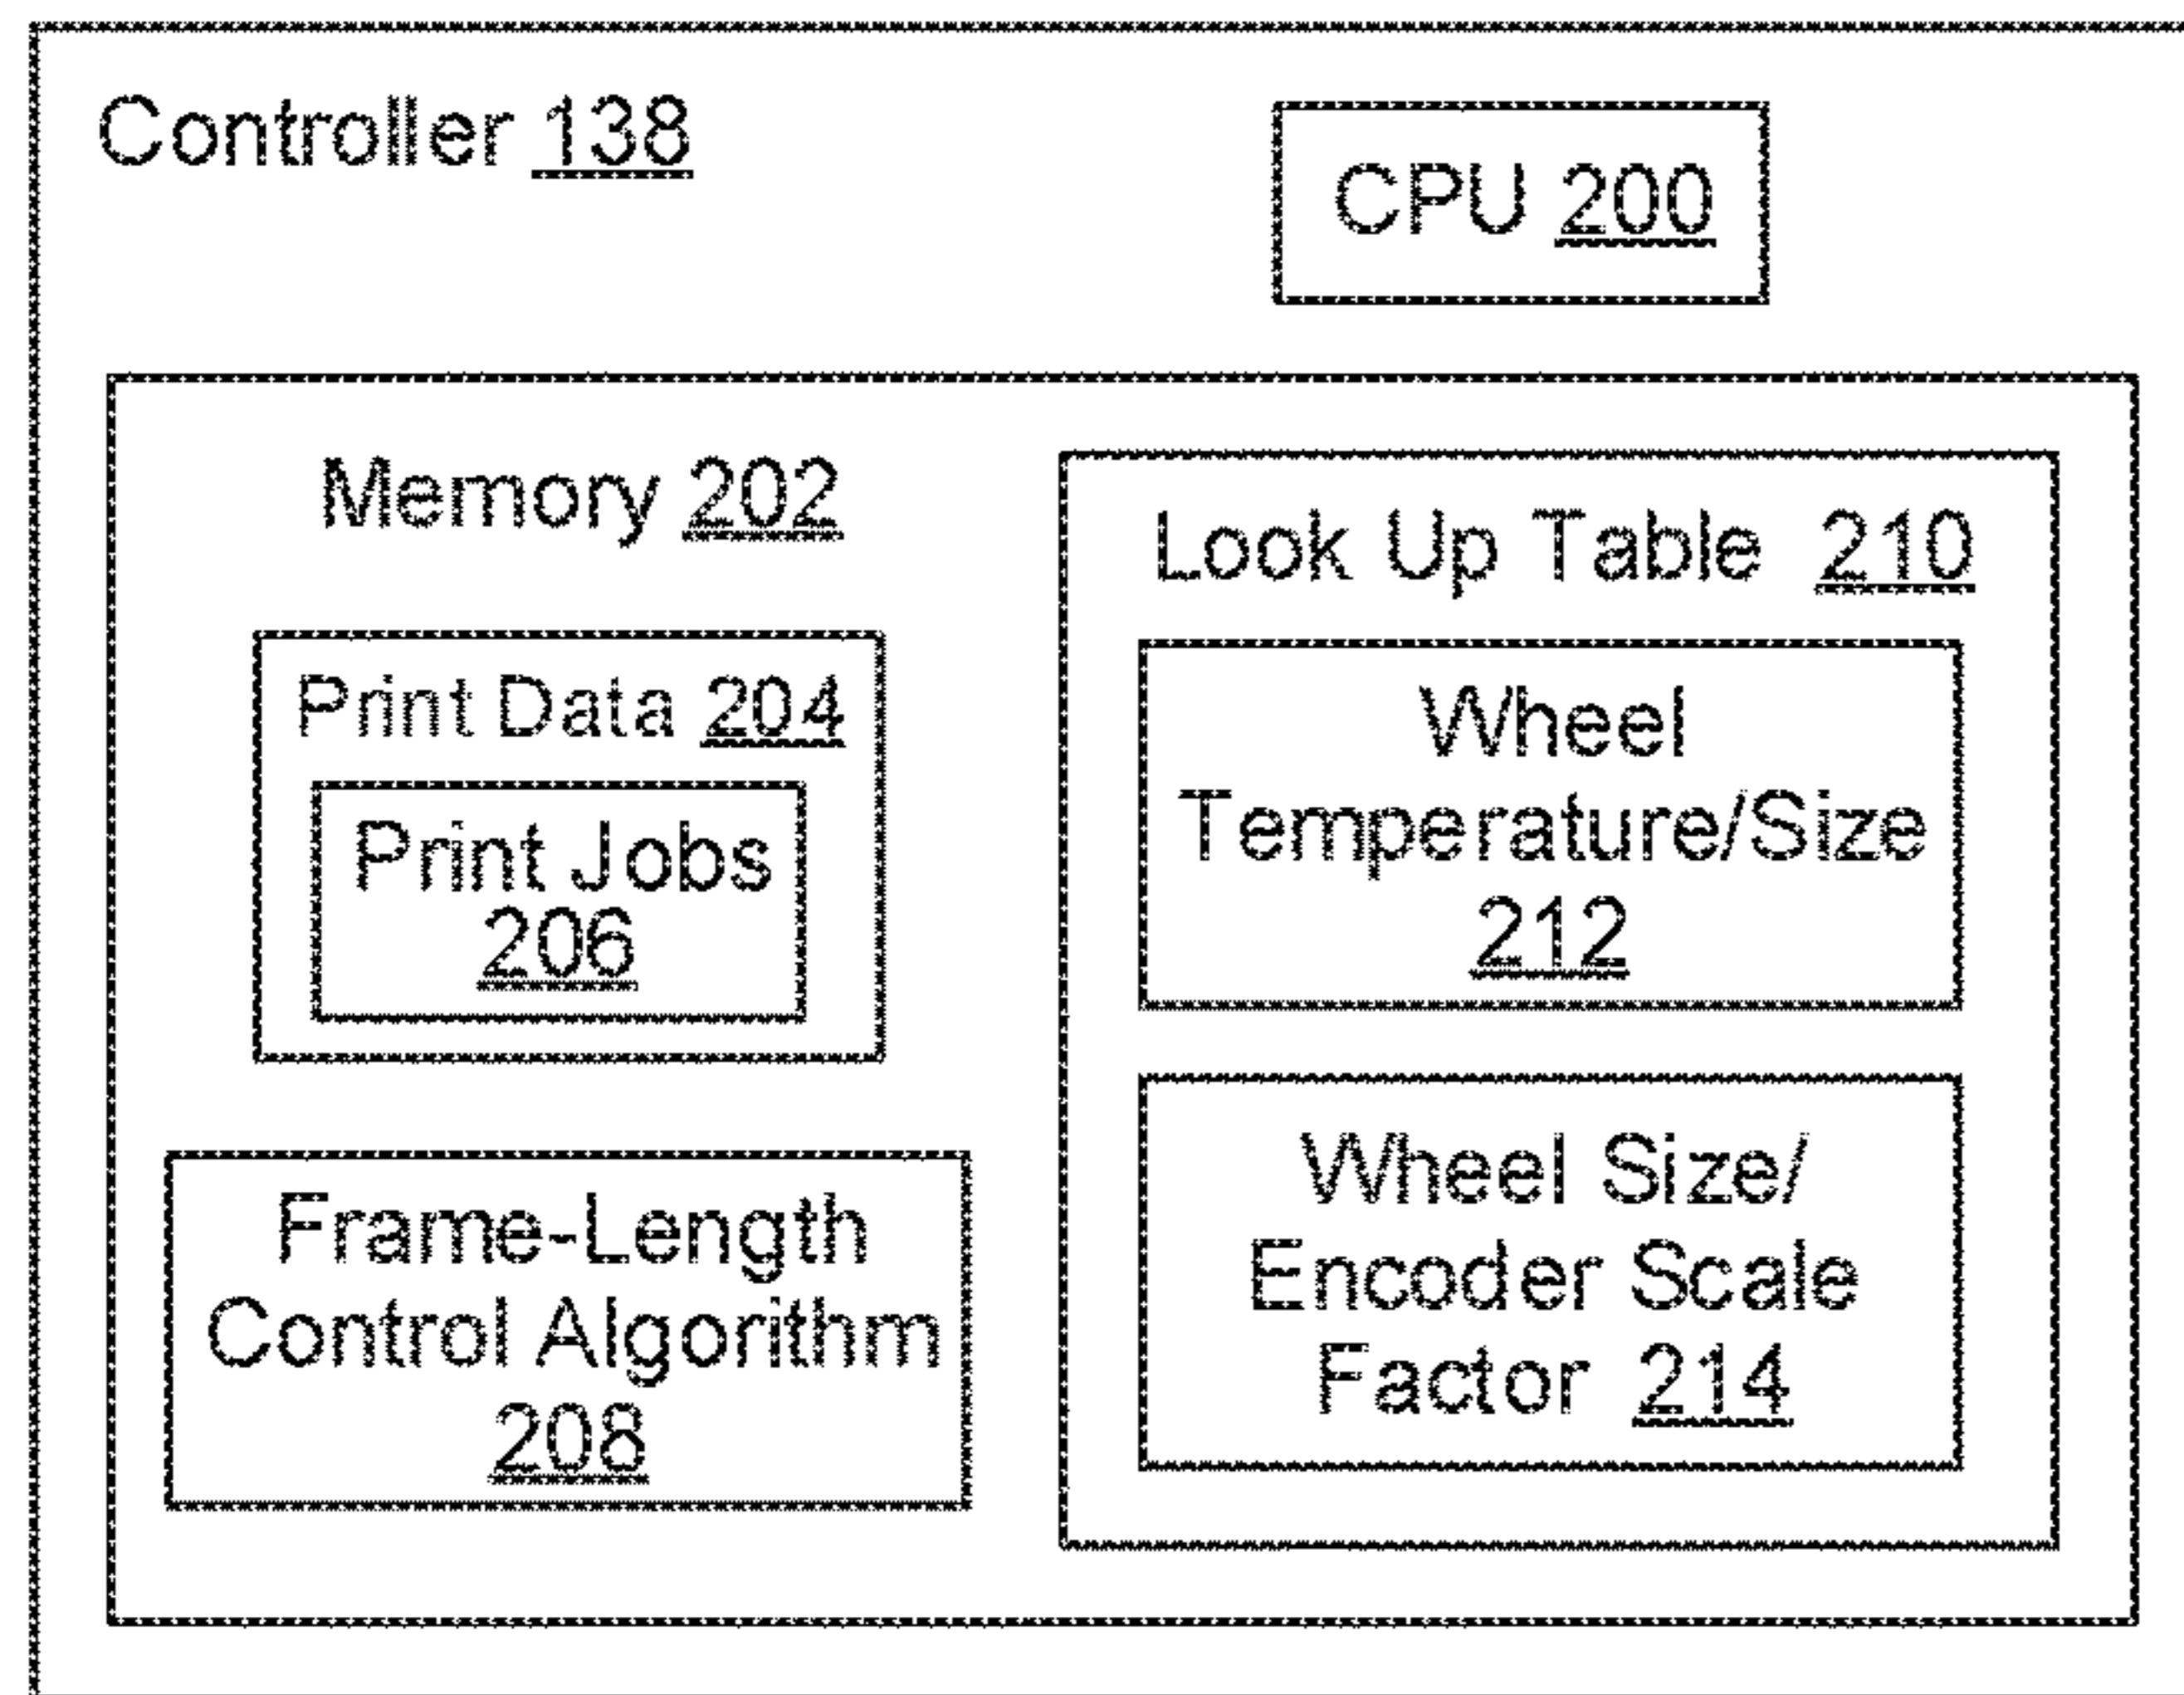 Controller 138
CPU 200
Memory 202
Print Data 204
Print Jobs
206
Frame-Length
Control Algorithm
208
Look Up Table 210
Wheel
Temperature/Size
212
Wheel Size/
Encoder Scale
Factor 214